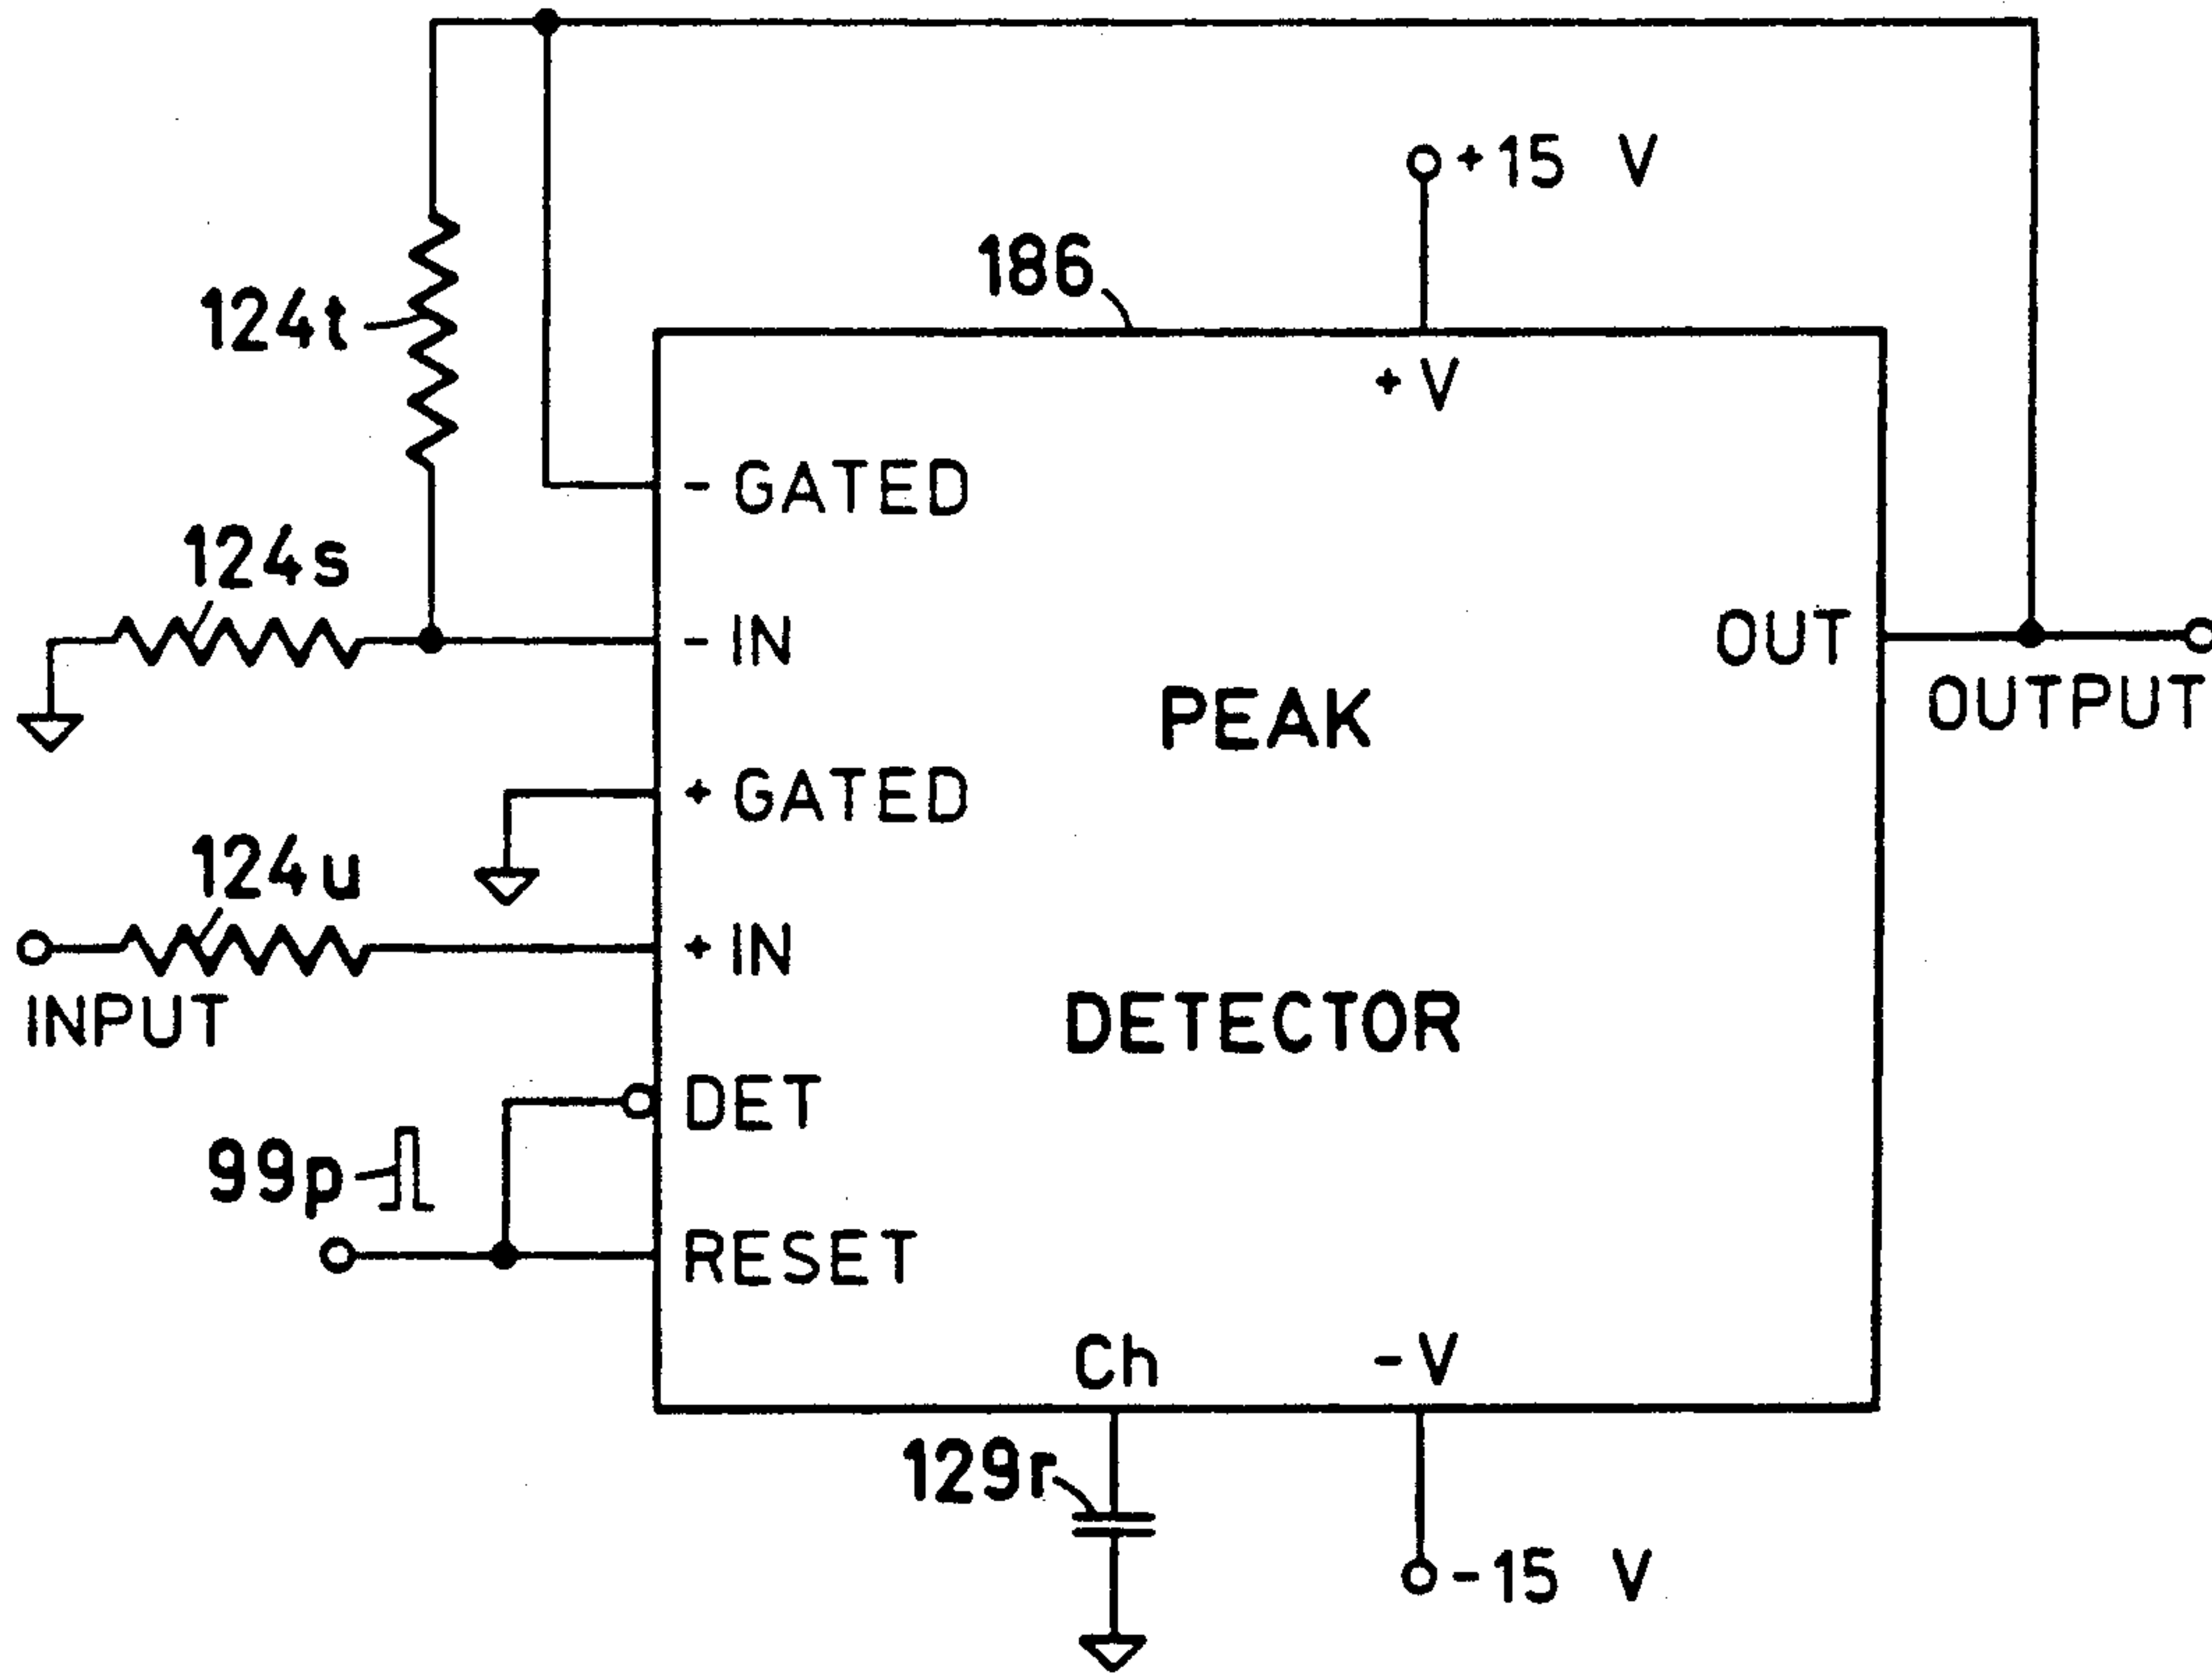 +15 V
186
124t
+V
-GATED
124s
-IN
OUT
PEAK
OUTPUT
+GATED
124u
+IN
INPUT
DETECTOR
DET
99p
RESET
Ch
-V
129r
-15 V